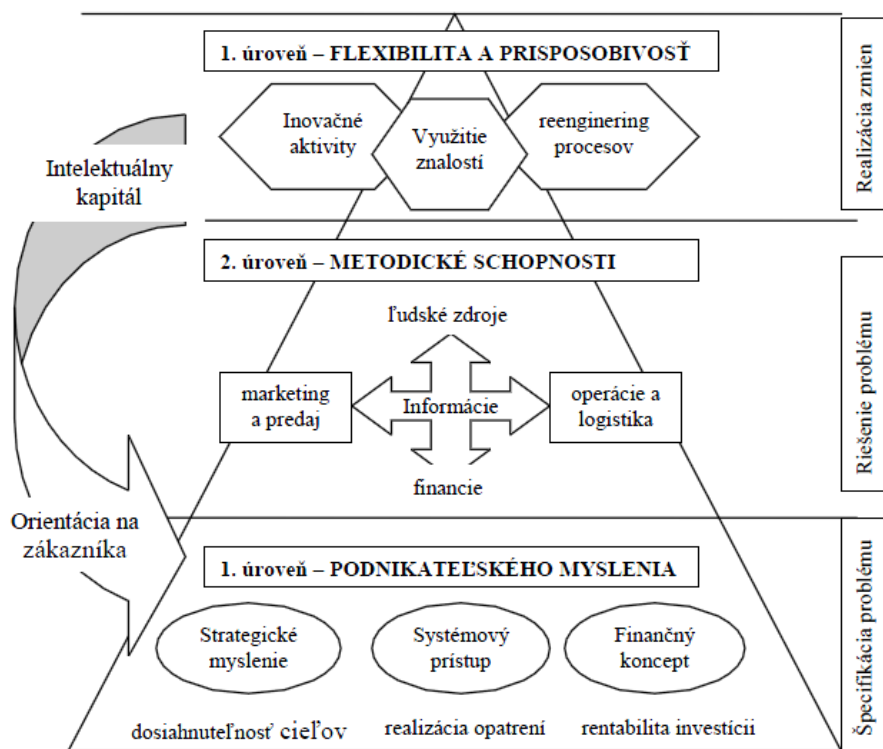 1. úroveň – FLEXIBILITA A PRISPOSOBIVOSŤ
Inovačné
aktivity
Využitie
znalostí
reenginering
procesov
Realizácia zmien
Intelektuálny
kapitál
2. úroveň – METODICKÉ SCHOPNOSTI
ľudské zdroje
marketing
a predaj
Informácie
operácie a
logistika
financie
Riešenie problému
Orientácia na
zákazníka
1. úroveň – PODNIKATEĽSKÉHO MYSLENIA
Strategické
myslenie
Systémový
prístup
Finančný
koncept
dosiahnuteľnosť cieľov
realizácia opatrení
rentabilita investícii
Špecifikácia problému